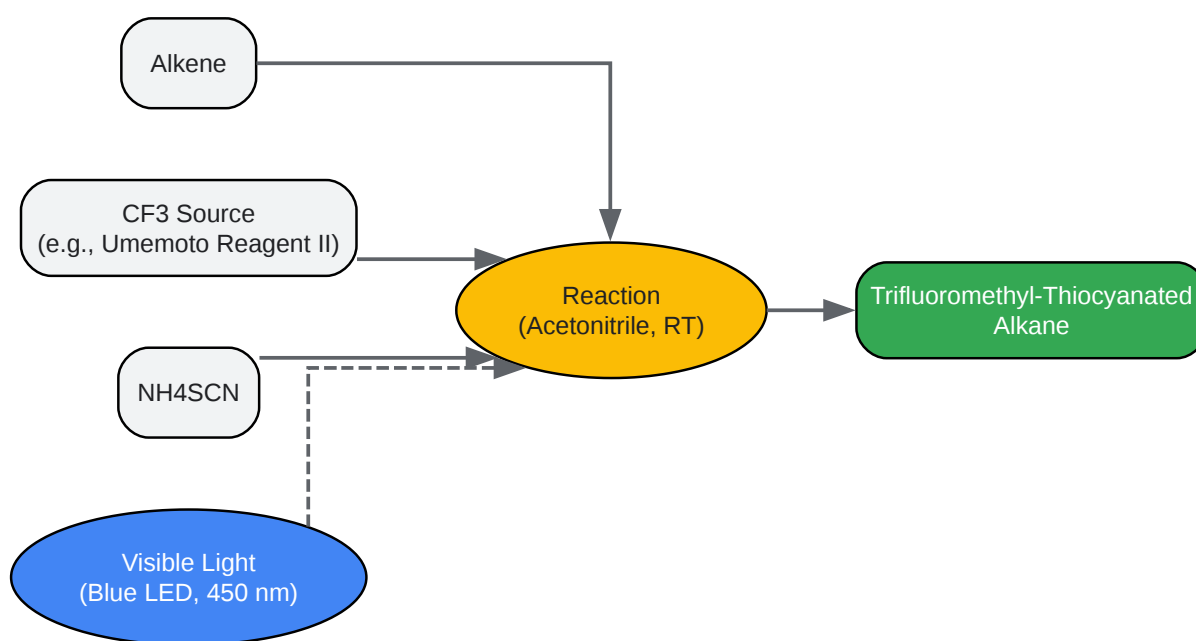 Alkene
CF3 Source
(e.g., Umemoto Reagent II)
Reaction
(Acetonitrile, RT)
Trifluoromethyl-Thiocyanated
Alkane
NH4SCN
Visible Light
(Blue LED, 450 nm)